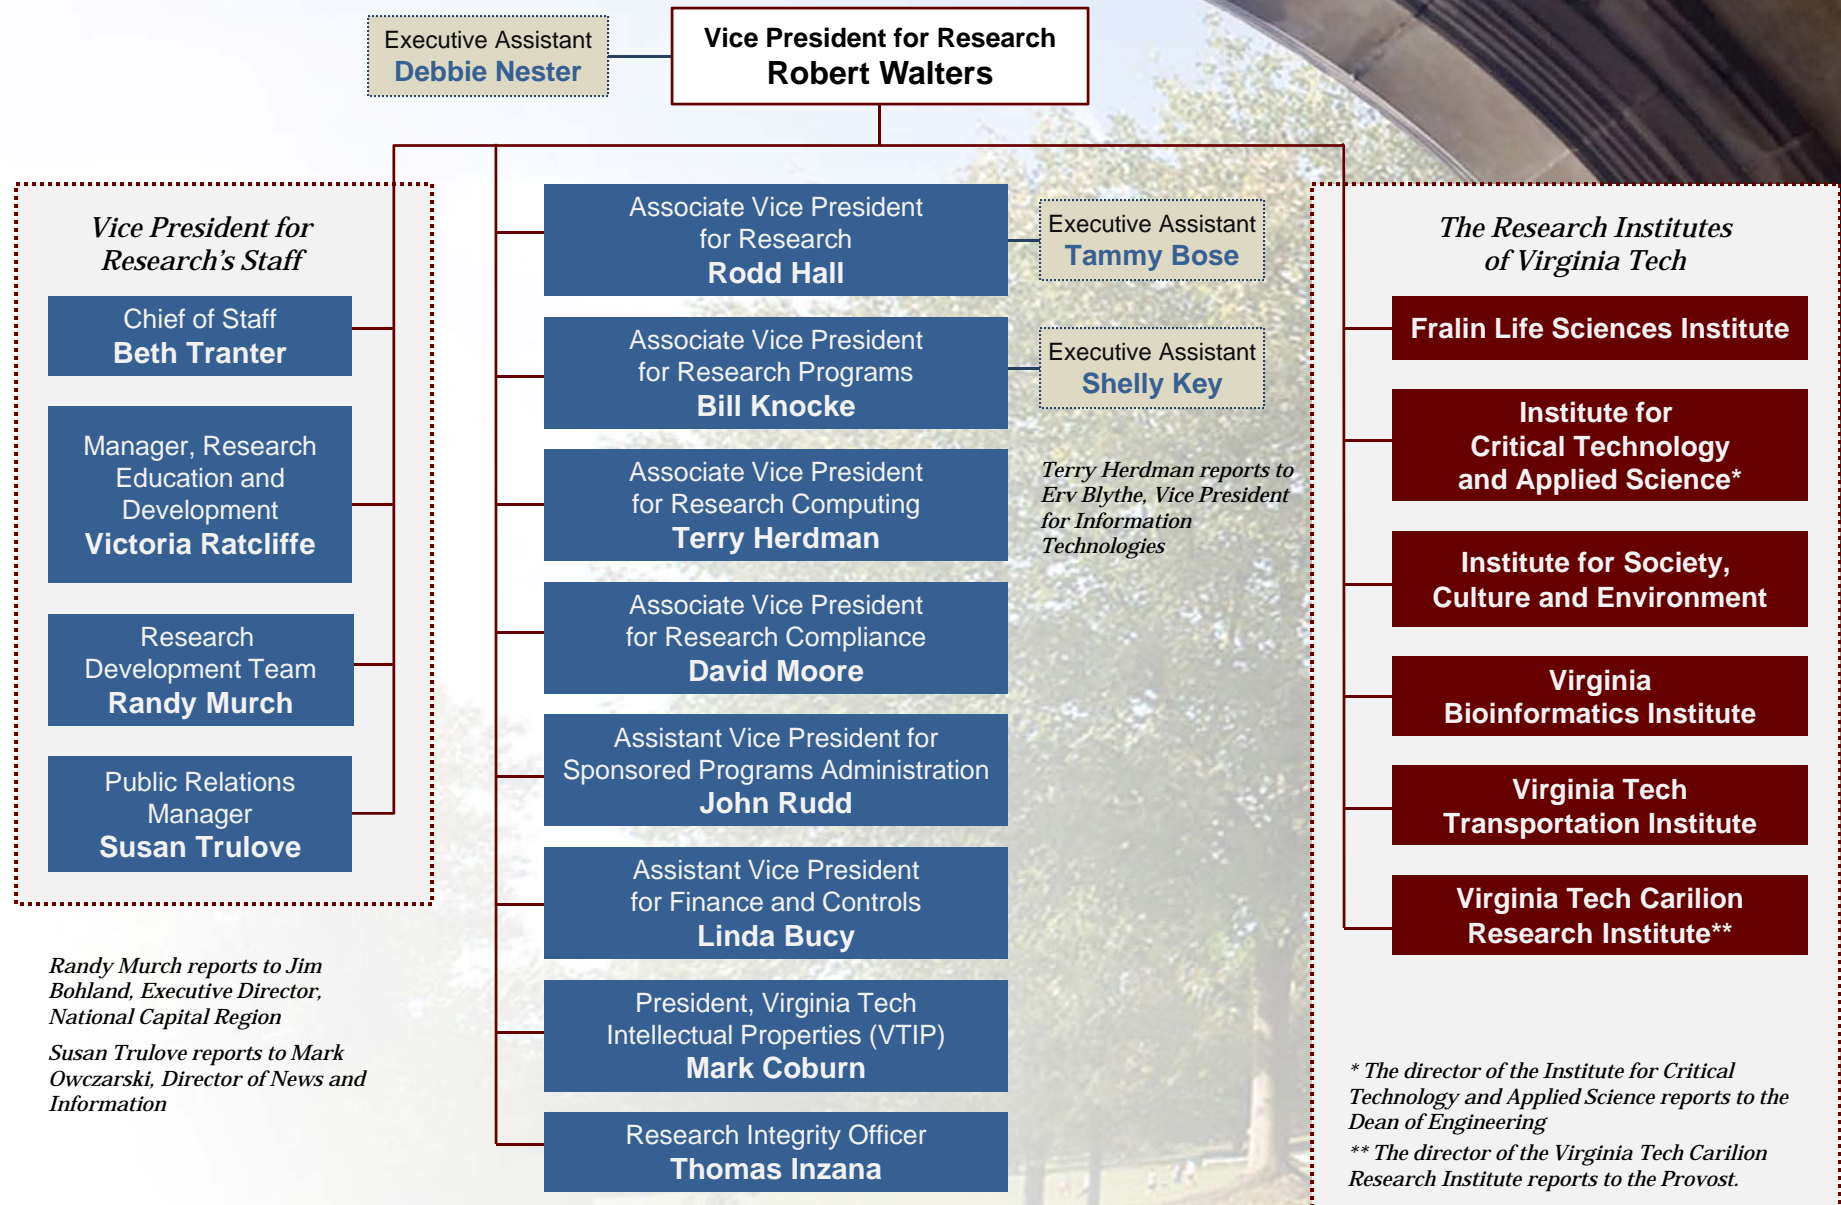 Executive Assistant
Debbie Nester
Vice President for Research
Robert Walters
Vice President for
Research’s Staff
Chief of Staff
Beth Tranter
Manager, Research
Education and
Development
Victoria Ratcliffe
Research
Development Team
Randy Murch
Public Relations
Manager
Susan Trulove
Randy Murch reports to Jim
Bohland, Executive Director,
National Capital Region
Susan Trulove reports to Mark
Owczarski, Director of News and
Information
Associate Vice President
for Research
Rodd Hall
Executive Assistant
Tammy Bose
Associate Vice President
for Research Programs
Bill Knocke
Executive Assistant
Shelly Key
Associate Vice President
for Research Computing
Terry Herdman
Terry Herdman reports to
Erv Blythe, Vice President
for Information
Technologies
Associate Vice President
for Research Compliance
David Moore
Assistant Vice President for
Sponsored Programs Administration
John Rudd
Assistant Vice President
for Finance and Controls
Linda Bucy
President, Virginia Tech
Intellectual Properties (VTIP)
Mark Coburn
Research Integrity Officer
Thomas Inzana
The Research Institutes
of Virginia Tech
Fralin Life Sciences Institute
Institute for
Critical Technology
and Applied Science*
Institute for Society,
Culture and Environment
Virginia
Bioinformatics Institute
Virginia Tech
Transportation Institute
Virginia Tech Carilion
Research Institute**
* The director of the Institute for Critical
Technology and Applied Science reports to the
Dean of Engineering
** The director of the Virginia Tech Carilion
Research Institute reports to the Provost.